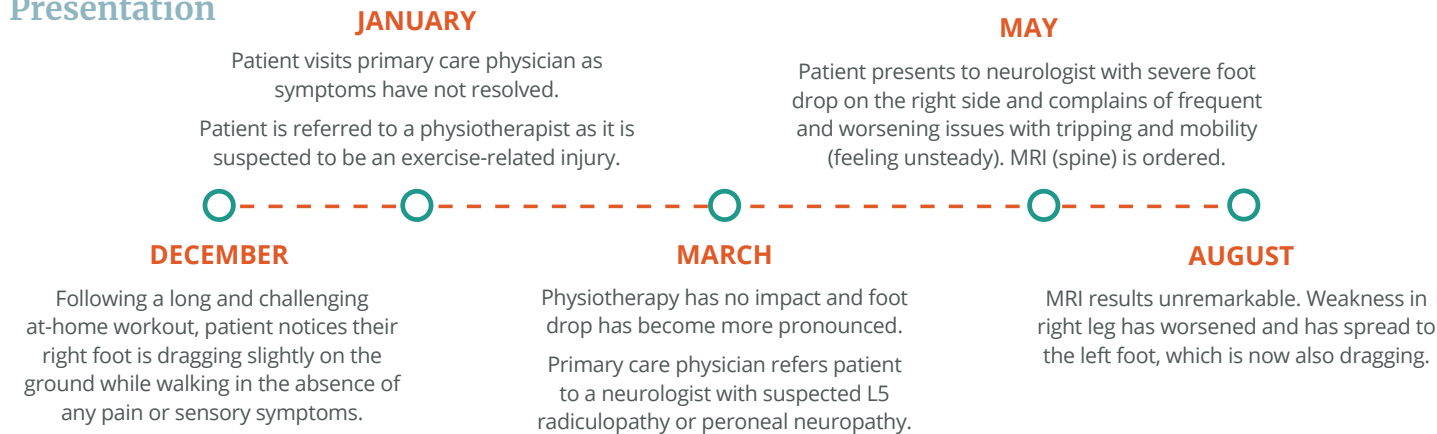 Presentation
JANUARY
Patient visits primary care physician as
symptoms have not resolved.
Patient is referred to a physiotherapist as it is
suspected to be an exercise-related injury.
MAY
Patient presents to neurologist with severe foot
drop on the right side and complains of frequent
and worsening issues with tripping and mobility
(feeling unsteady). MRI (spine) is ordered.
DECEMBER
Following a long and challenging
at-home workout, patient notices their
right foot is dragging slightly on the
ground while walking in the absence of
any pain or sensory symptoms.
MARCH
Physiotherapy has no impact and foot
drop has become more pronounced.
Primary care physician refers patient
to a neurologist with suspected L5
radiculopathy or peroneal neuropathy.
AUGUST
MRI results unremarkable. Weakness in
right leg has worsened and has spread to
the left foot, which is now also dragging.